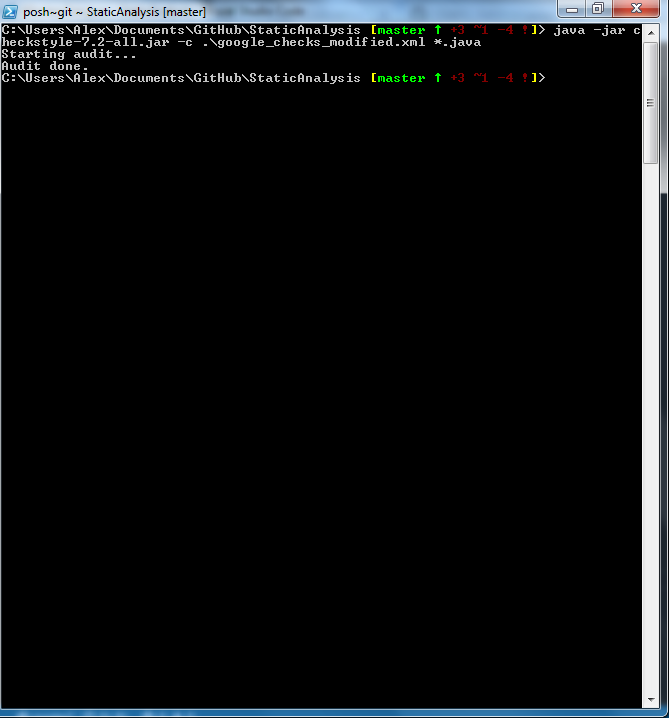 posh~git ~ StaticAnalysis [master]
C:\Users\Alex\Documents\GitHub\StaticAnalysis [master ↑ +3 ~1 -4 !]> java -jar c
heckstyle-7.2-all.jar -c .\google_checks_modified.xml *.java
Starting audit...
Audit done.
C:\Users\Alex\Documents\GitHub\StaticAnalysis [master ↑ +3 ~1 -4 !]>